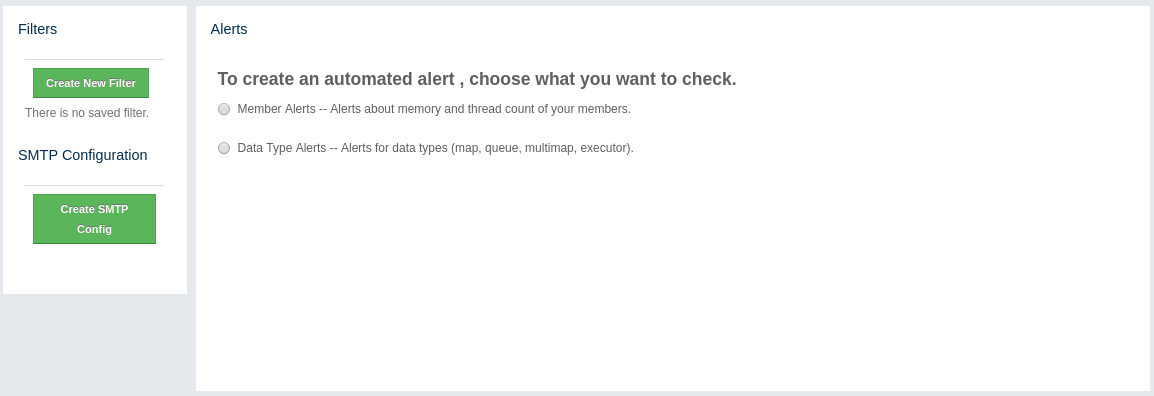 Filters
Create New Filter
There is no saved filter.
SMTP Configuration
Create SMTP
Config
Alerts
To create an automated alert , choose what you want to check.
Member Alerts -- Alerts about memory and thread count of your members.
Data Type Alerts -- Alerts for data types (map, queue, multimap, executor).